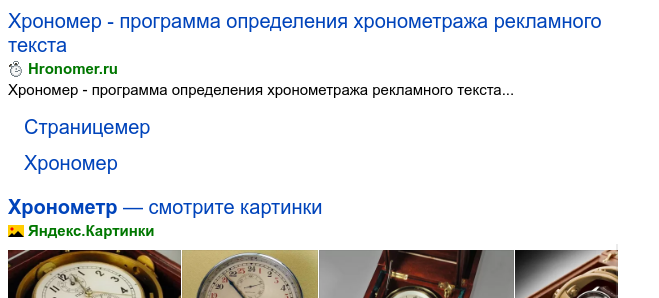 Хрономер - программа определения хронометража рекламного
текста
Hronomer.ru
Хрономер - программа определения хронометража рекламного текста...
Страницемер
Хрономер
Хронометр — смотрите картинки
Яндекс.Картинки